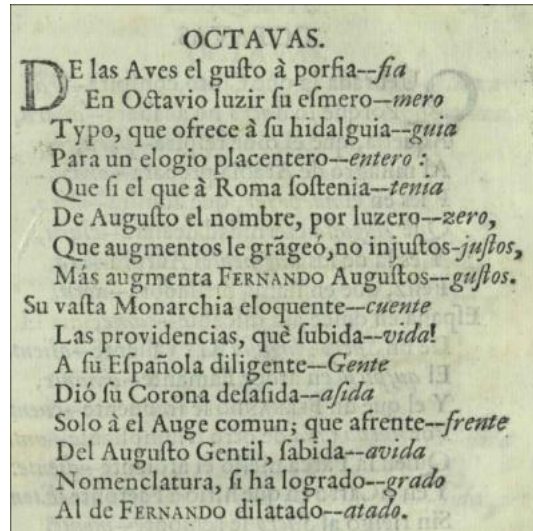 OCTAVAS.
DE las Aves el guſto à porfia--fia
En Octavio luzir ſu eſmero--mero
Typo, que ofrece à ſu hidalguia--guia
Para un elogio placentero--entero:
Que ſi el que à Roma ſoſtenia--tenia
De Auguſto el nombre, por luzero--zero,
Que augmentos le grãgeó, no injuſtos-juſtos,
Más augmenta FERNANDO Auguſtos--guſtos.
Su vaſta Monarchia eloquente--cuente
Las providencias, què ſubida--vida!
A ſu Eſpañola diligente--Gente
Dió ſu Corona deſaſida--aſida
Solo à el Auge comun; que afrente--frente
Del Auguſto Gentil, ſabida--avida
Nomenclatura, ſi ha logrado--grado
Al de FERNANDO dilatado--atado.